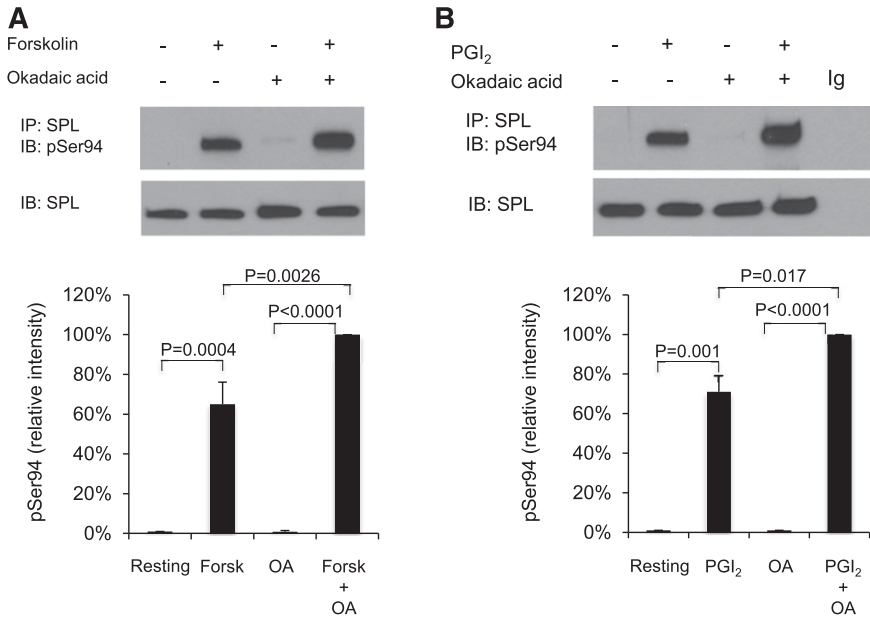 A
Forskolin - + - +
Okadaic acid - - + +
IP: SPL
IB: pSer94
IB: SPL
pSer94 (relative intensity)
120%
100%
80%
60%
40%
20%
0%
P=0.0026
P<0.0001
P=0.0004
Resting Forsk OA Forsk
+
OA
B
PGI₂ - + - +
Okadaic acid - - + + Ig
IP: SPL
IB: pSer94
IB: SPL
pSer94 (relative intensity)
120%
100%
80%
60%
40%
20%
0%
P=0.017
P<0.0001
P=0.001
Resting PGI₂ OA PGI₂
+
OA